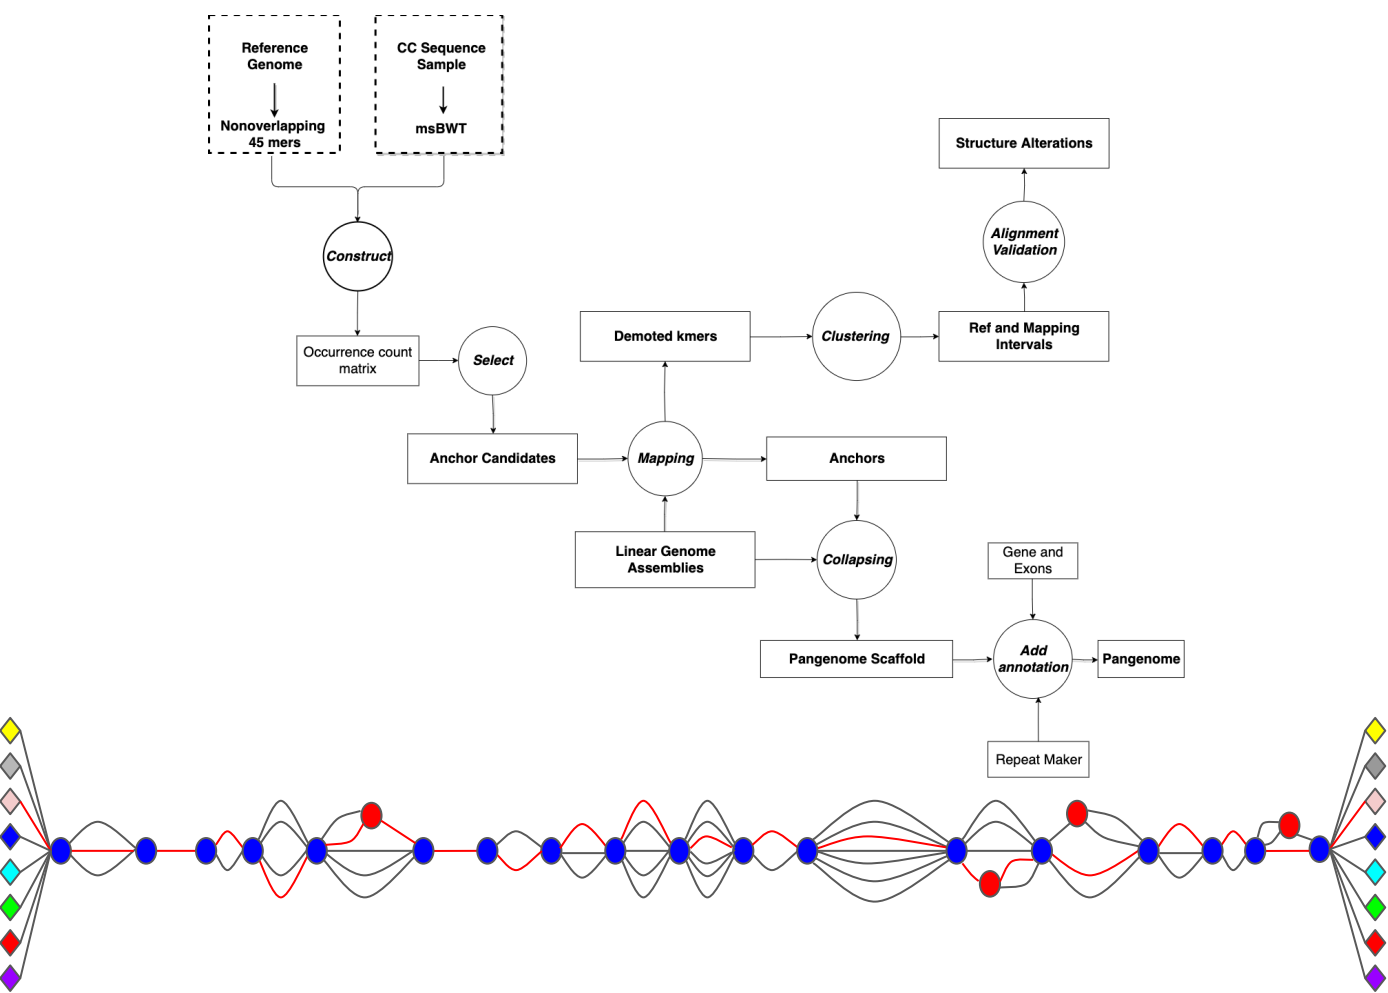 Reference
Genome
Nonoverlapping
45 mers
CC Sequence
Sample
msBWT
Construct
Occurrence count
matrix
Select
Anchor Candidates
Mapping
Demoted kmers
Clustering
Ref and Mapping
Intervals
Alignment
Validation
Structure Alterations
Anchors
Linear Genome
Assemblies
Collapsing
Pangenome Scaffold
Gene and
Exons
Add
annotation
Pangenome
Repeat Maker